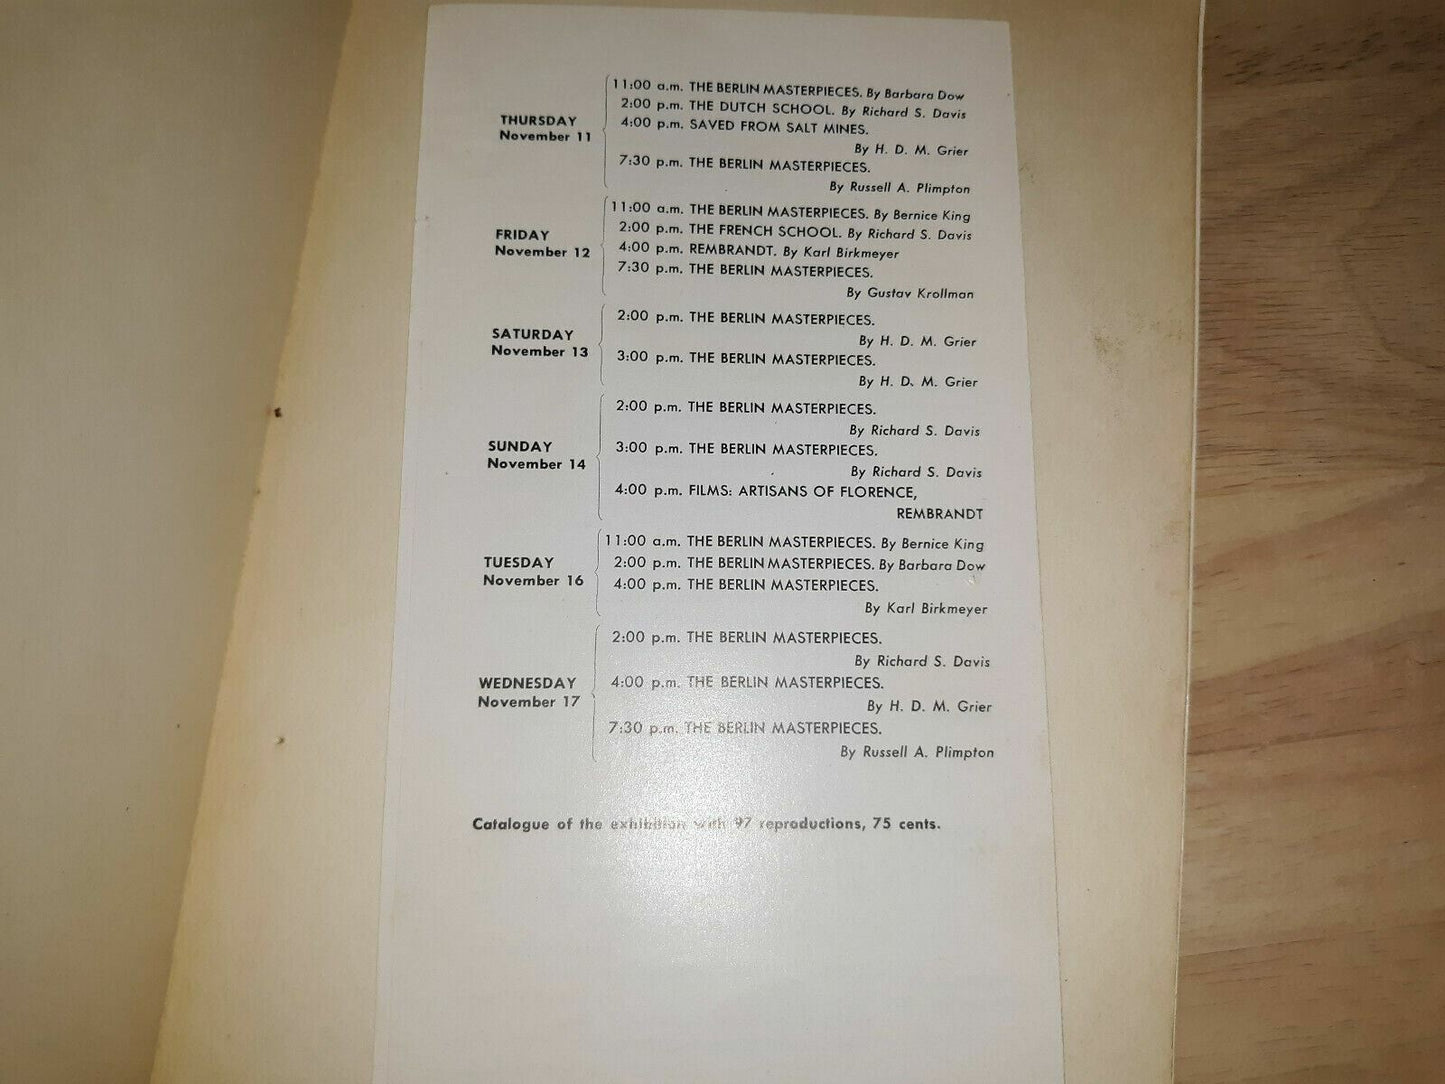 11:00 a.m. THE BERLIN MASTERPIECES. By Barbara Dow
2:00 p.m. THE DUTCH SCHOOL. By Richard S. Davis
THURSDAY
November 11
4:00 p.m. SAVED FROM SALT MINES.
By H. D. M. Grier
7:30 p.m. THE BERLIN MASTERPIECES.
By Russell A. Plimpton
11:00 a.m. THE BERLIN MASTERPIECES. By Bernice King
2:00 p.m. THE FRENCH SCHOOL. By Richard S. Davis
FRIDAY
November 12
4:00 p.m. REMBRANDT. By Karl Birkmeyer
7:30 p.m. THE BERLIN MASTERPIECES.
By Gustav Krollman
2:00 p.m. THE BERLIN MASTERPIECES.
By H. D. M. Grier
SATURDAY
November 13
3:00 p.m. THE BERLIN MASTERPIECES.
By H. D. M. Grier
2:00 p.m. THE BERLIN MASTERPIECES.
By Richard S. Davis
SUNDAY
November 14
3:00 p.m. THE BERLIN MASTERPIECES.
By Richard S. Davis
4:00 p.m. FILMS: ARTISANS OF FLORENCE,
REMBRANDT
11:00 a.m. THE BERLIN MASTERPIECES. By Bernice King
TUESDAY
November 16
2:00 p.m. THE BERLIN MASTERPIECES. By Barbara Dow
4:00 p.m. THE BERLIN MASTERPIECES.
By Karl Birkmeyer
2:00 p.m. THE BERLIN MASTERPIECES.
By Richard S. Davis
WEDNESDAY
November 17
4:00 p.m. THE BERLIN MASTERPIECES.
By H. D. M. Grier
7:30 p.m. THE BERLIN MASTERPIECES.
By Russell A. Plimpton
Catalogue of the exhibition with 97 reproductions, 75 cents.